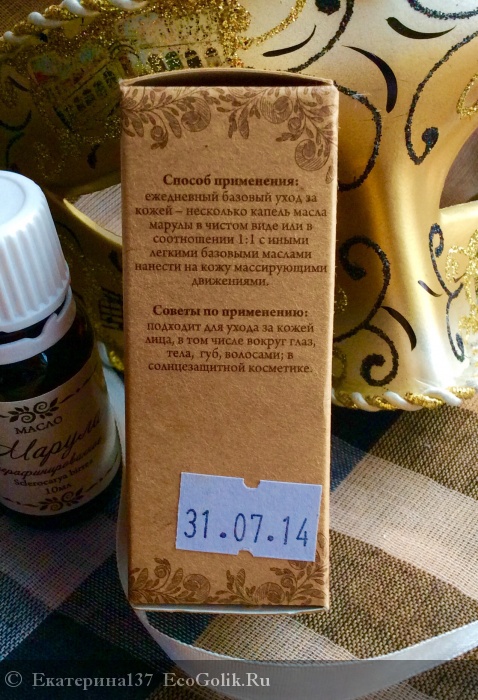 Способ применения:
ежедневный базовый уход за
кожей – несколько капель масла
марулы в чистом виде или в
соотношении 1:1 с иными
легкими базовыми маслами
нанести на кожу массирующими
движениями.
Советы по применению:
подходит для ухода за кожей
лица, в том числе вокруг глаз,
тела, губ, волосами; в
солнцезащитной косметике.
31.07.14
МАСЛО
Марулы
10мл
© Екатерина137 EcoGolik.Ru